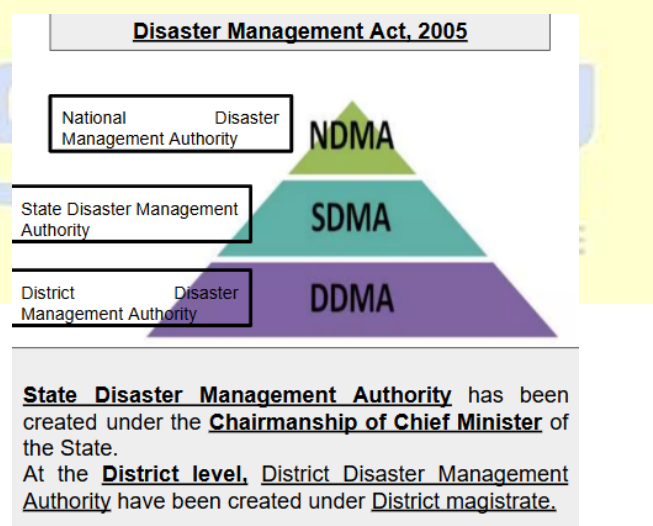 Disaster Management Act, 2005
National Disaster
Management Authority
NDMA
State Disaster Management
Authority
SDMA
District Disaster
Management Authority
DDMA
State Disaster Management Authority has been
created under the Chairmanship of Chief Minister of
the State.
At the District level, District Disaster Management
Authority have been created under District magistrate.